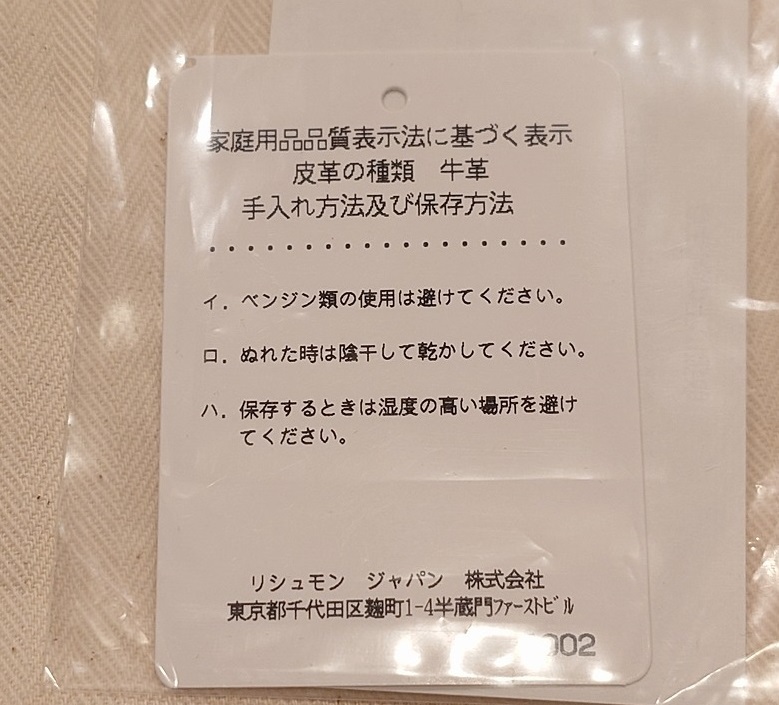 家庭用品品質表示法に基づく表示
皮革の種類　牛革
手入れ方法及び保存方法
イ．ベンジン類の使用は避けてください。
ロ．ぬれた時は陰干しして乾かしてください。
ハ．保存するときは湿度の高い場所を避け
てください。
リシュモン　ジャパン　株式会社
東京都千代田区麹町1-4半蔵門ﾌｧｰｽﾄﾋﾞﾙ
002